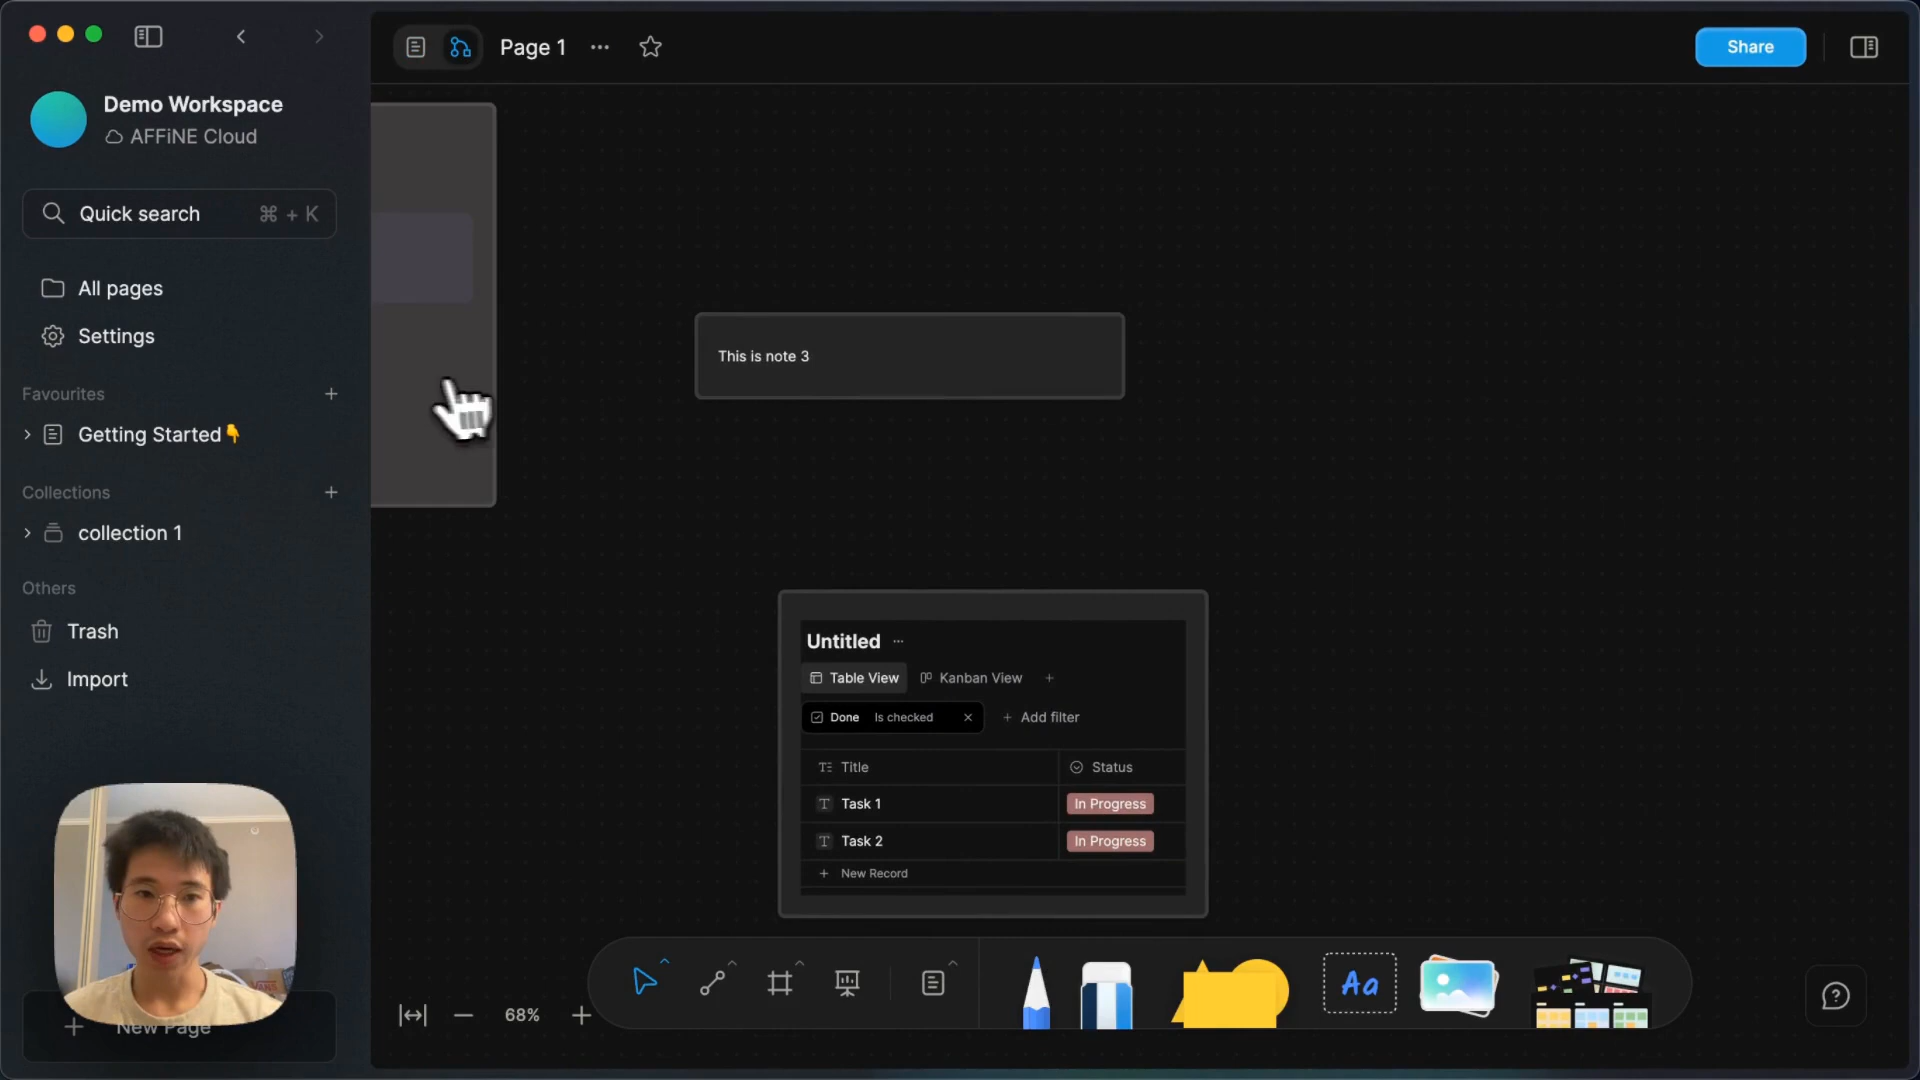 Page 1
Share
Demo Workspace
AFFiNE Cloud
Quick search
⌘ + K
All pages
Settings
Favourites
Getting Started👇
Collections
collection 1
Others
Trash
Import
New Page
This is note 3
Untitled
Table View
Kanban View
Done Is checked
Add filter
Title
Status
Task 1
In Progress
Task 2
In Progress
New Record
68%
Aa